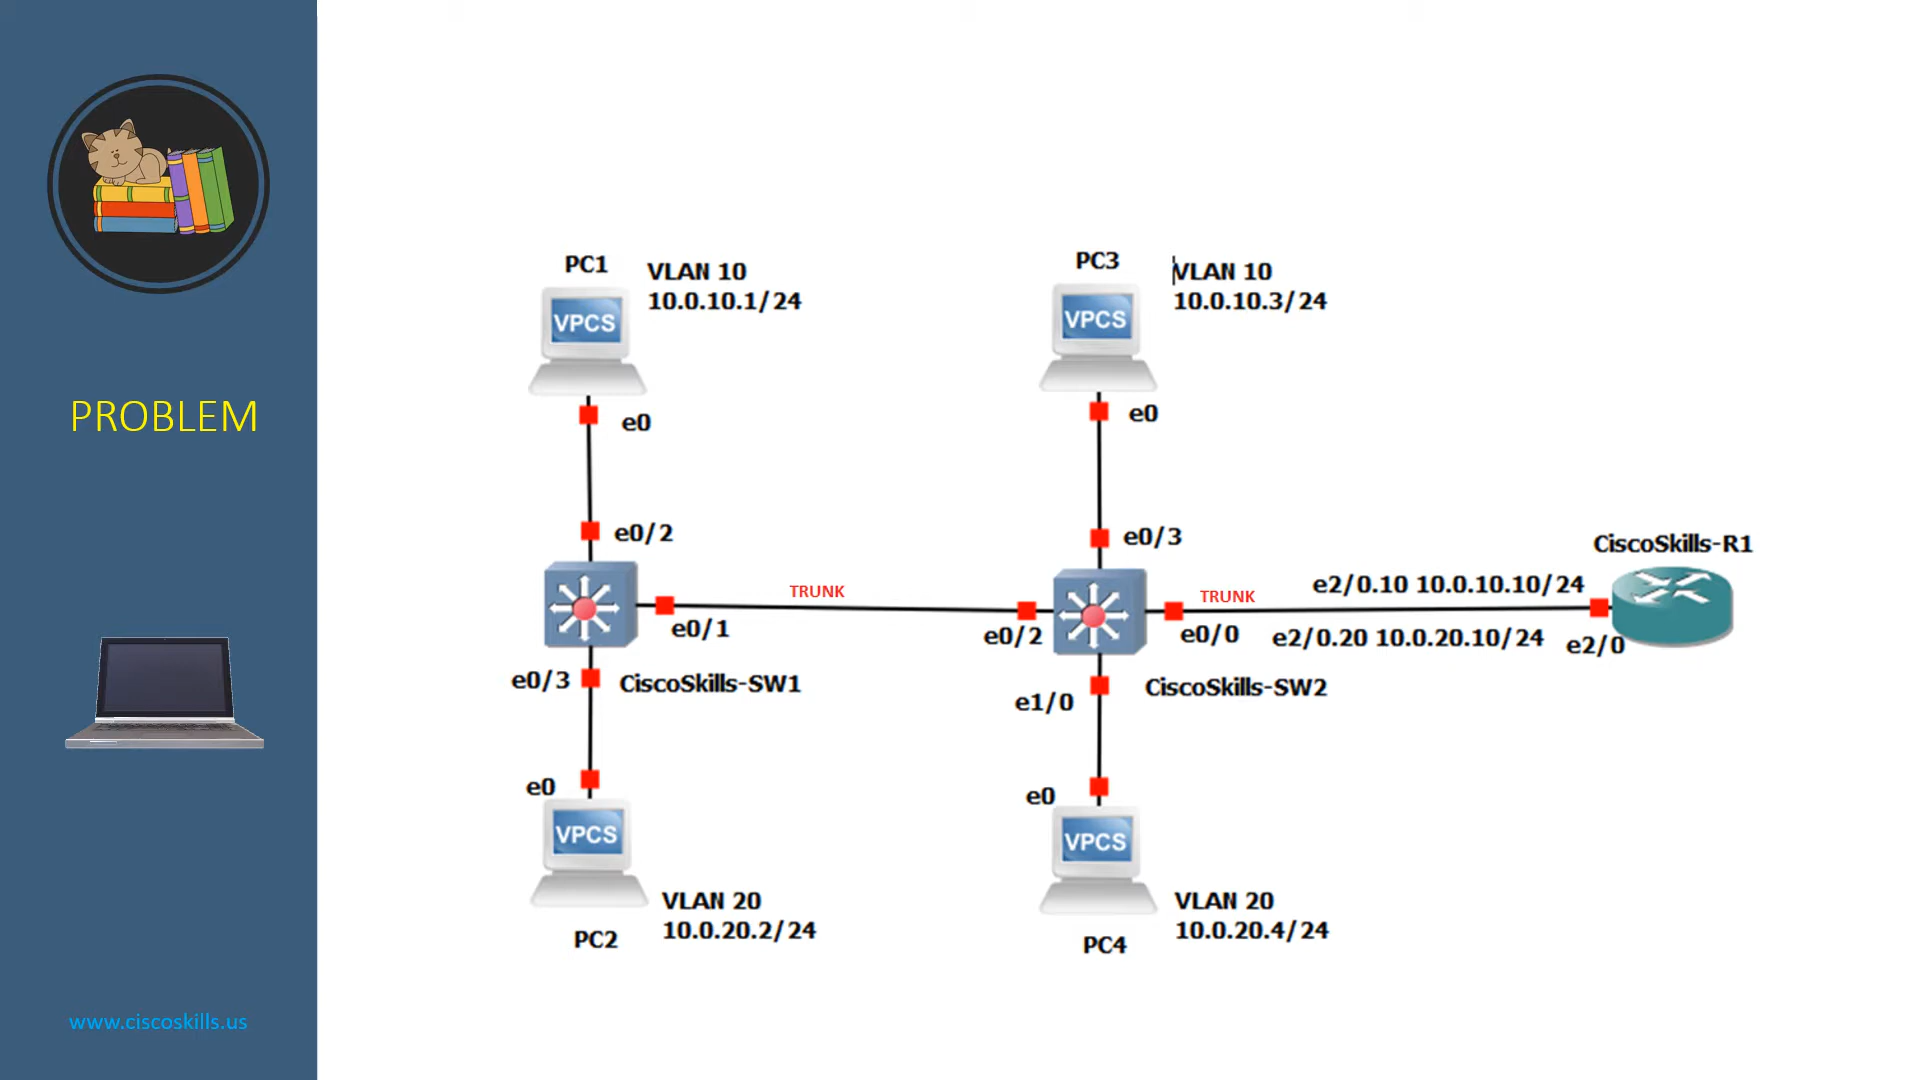 PROBLEM
www.ciscoskills.us
PC1
VLAN 10
10.0.10.1/24
VPCS
e0
e0/2
PC3
VLAN 10
10.0.10.3/24
VPCS
e0
e0/3
TRUNK
e0/1
e0/3
CiscoSkills-SW1
e0/2
TRUNK
e0/0
e1/0
CiscoSkills-SW2
CiscoSkills-R1
e2/0.10 10.0.10.10/24
e2/0.20 10.0.20.10/24
e2/0
e0
VPCS
VLAN 20
10.0.20.2/24
PC2
e0
VPCS
VLAN 20
10.0.20.4/24
PC4